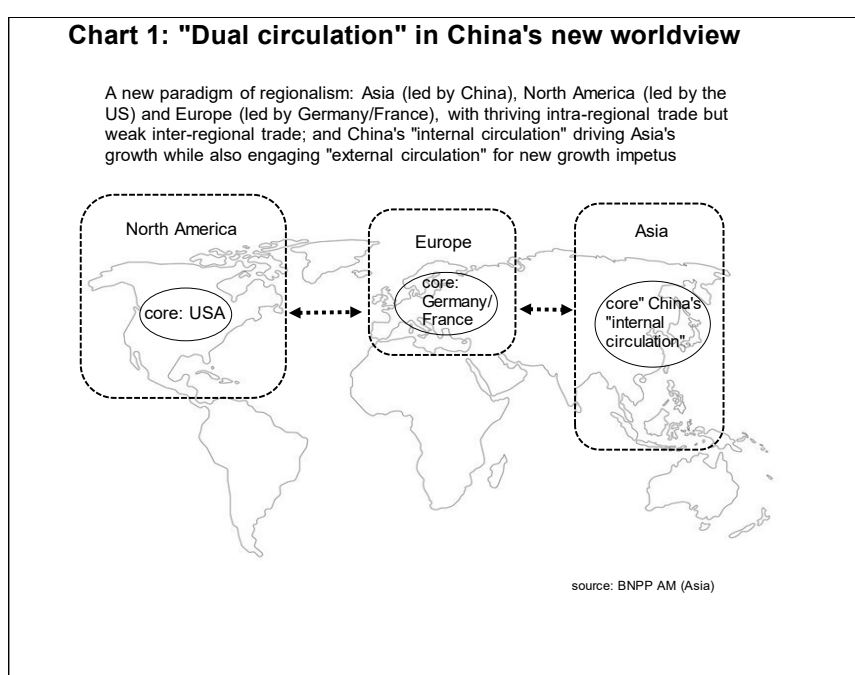 Chart 1: "Dual circulation" in China's new worldview
A new paradigm of regionalism: Asia (led by China), North America (led by the
US) and Europe (led by Germany/France), with thriving intra-regional trade but
weak inter-regional trade; and China's "internal circulation" driving Asia's
growth while also engaging "external circulation" for new growth impetus
North America
Europe
Asia
core: USA
core:
Germany/
France
core" China's
"internal
circulation"
source: BNPP AM (Asia)